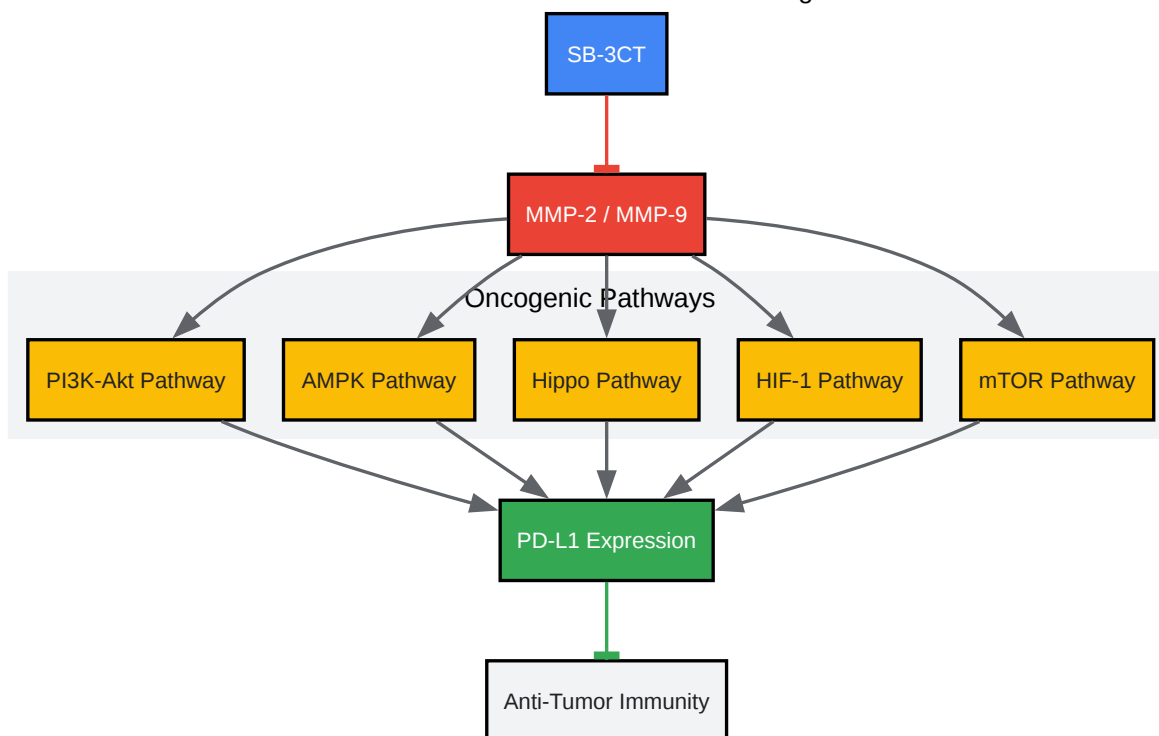 SB-3CT
MMP-2 / MMP-9
Oncogenic Pathways
PI3K-Akt Pathway
AMPK Pathway
Hippo Pathway
HIF-1 Pathway
mTOR Pathway
PD-L1 Expression
Anti-Tumor Immunity